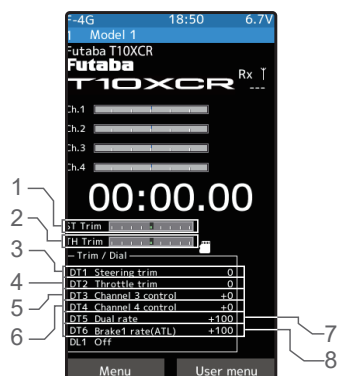 -4G 18:50 6.7V
Model 1
Futaba T10XCR
Futaba
T10XCR Rx
---
Ch.1
Ch.2
Ch.3
Ch.4
00:00.00
1
ST Trim
2
TH Trim
Trim / Dial
3
DT1 Steering trim 0
4
DT2 Throttle trim 0
5
DT3 Channel 3 control +0
6
DT4 Channel 4 control +0
DT5 Dual rate +100
7
DT6 Brake1 rate(ATL) +100
8
DL1 Off
Menu User menu